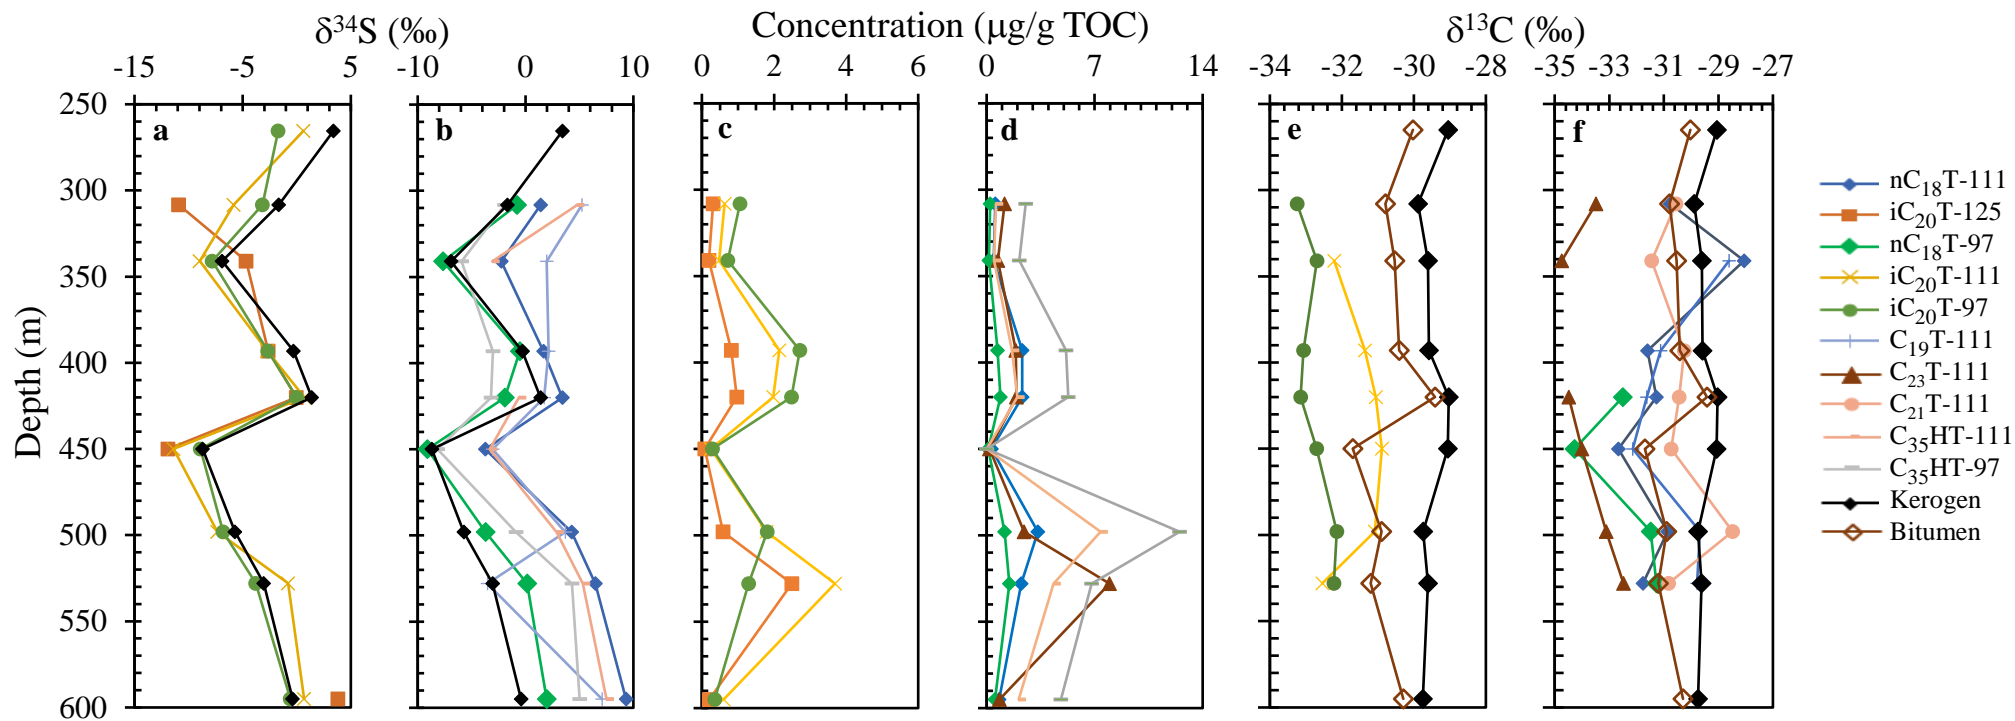 δ³⁴S (‰) Concentration (μg/g TOC) δ¹³C (‰)
-15 -5 5 -10 0 10 0 2 4 6 0 7 14 -34 -32 -30 -28 -35 -33 -31 -29 -27
250
a b c d e f
300
350
400
450
500
550
600
Depth (m)
nC₁₈T-111
iC₂₀T-125
nC₁₈T-97
iC₂₀T-111
iC₂₀T-97
C₁₉T-111
C₂₃T-111
C₂₁T-111
C₃₅HT-111
C₃₅HT-97
Kerogen
Bitumen